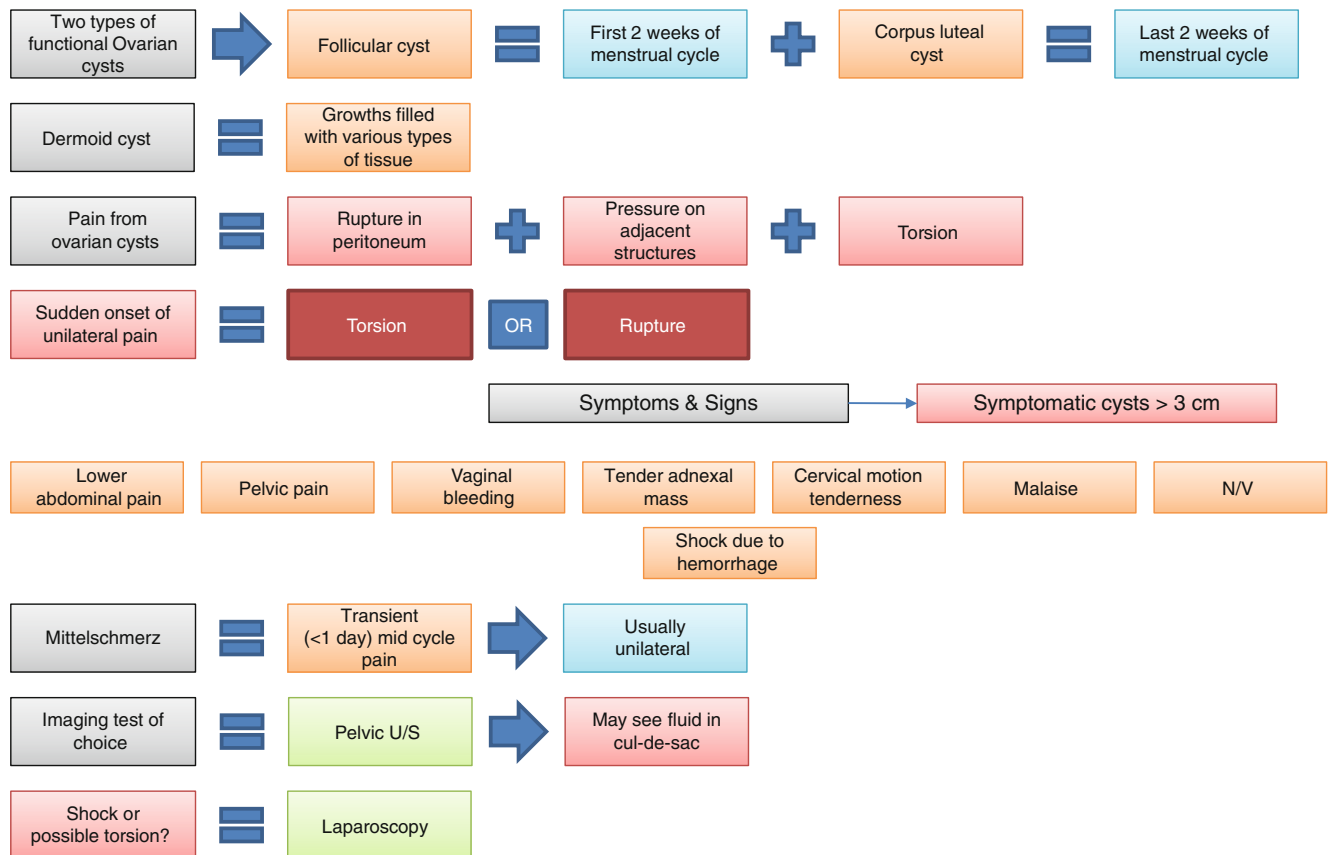 Two types of
functional Ovarian
cysts
Follicular cyst
First 2 weeks of
menstrual cycle
Corpus luteal
cyst
Last 2 weeks of
menstrual cycle
Dermoid cyst
Growths filled
with various types
of tissue
Pain from
ovarian cysts
Rupture in
peritoneum
Pressure on
adjacent
structures
Torsion
Sudden onset of
unilateral pain
Torsion
OR
Rupture
Symptoms & Signs
Symptomatic cysts > 3 cm
Lower
abdominal pain
Pelvic pain
Vaginal
bleeding
Tender adnexal
mass
Cervical motion
tenderness
Malaise
N/V
Shock due to
hemorrhage
Mittelschmerz
Transient
(<1 day) mid cycle
pain
Usually
unilateral
Imaging test of
choice
Pelvic U/S
May see fluid in
cul-de-sac
Shock or
possible torsion?
Laparoscopy